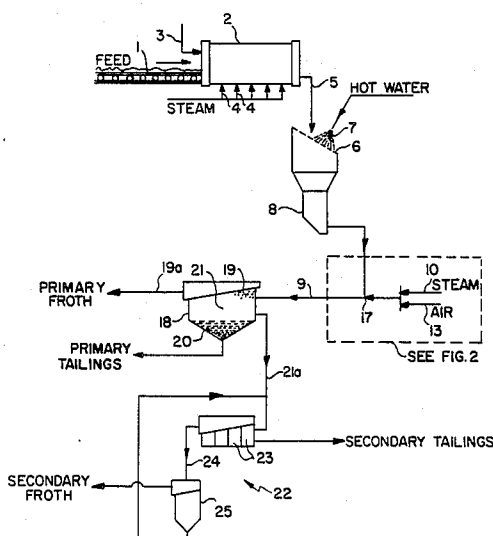 2
3
1
FEED
5
STEAM
4
4
HOT WATER
7
6
8
10
STEAM
19a
21
19
9
PRIMARY
FROTH
17
AIR
13
18
20
SEE FIG. 2
PRIMARY
TAILINGS
21a
SECONDARY TAILINGS
24
23
SECONDARY
FROTH
22
25